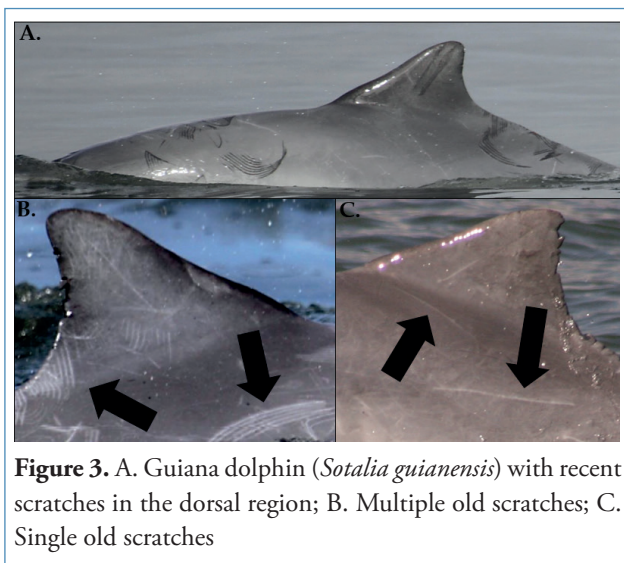 A.
B.
C.
Figure 3. A. Guiana dolphin (Sotalia guianensis) with recent
scratches in the dorsal region; B. Multiple old scratches; C.
Single old scratches